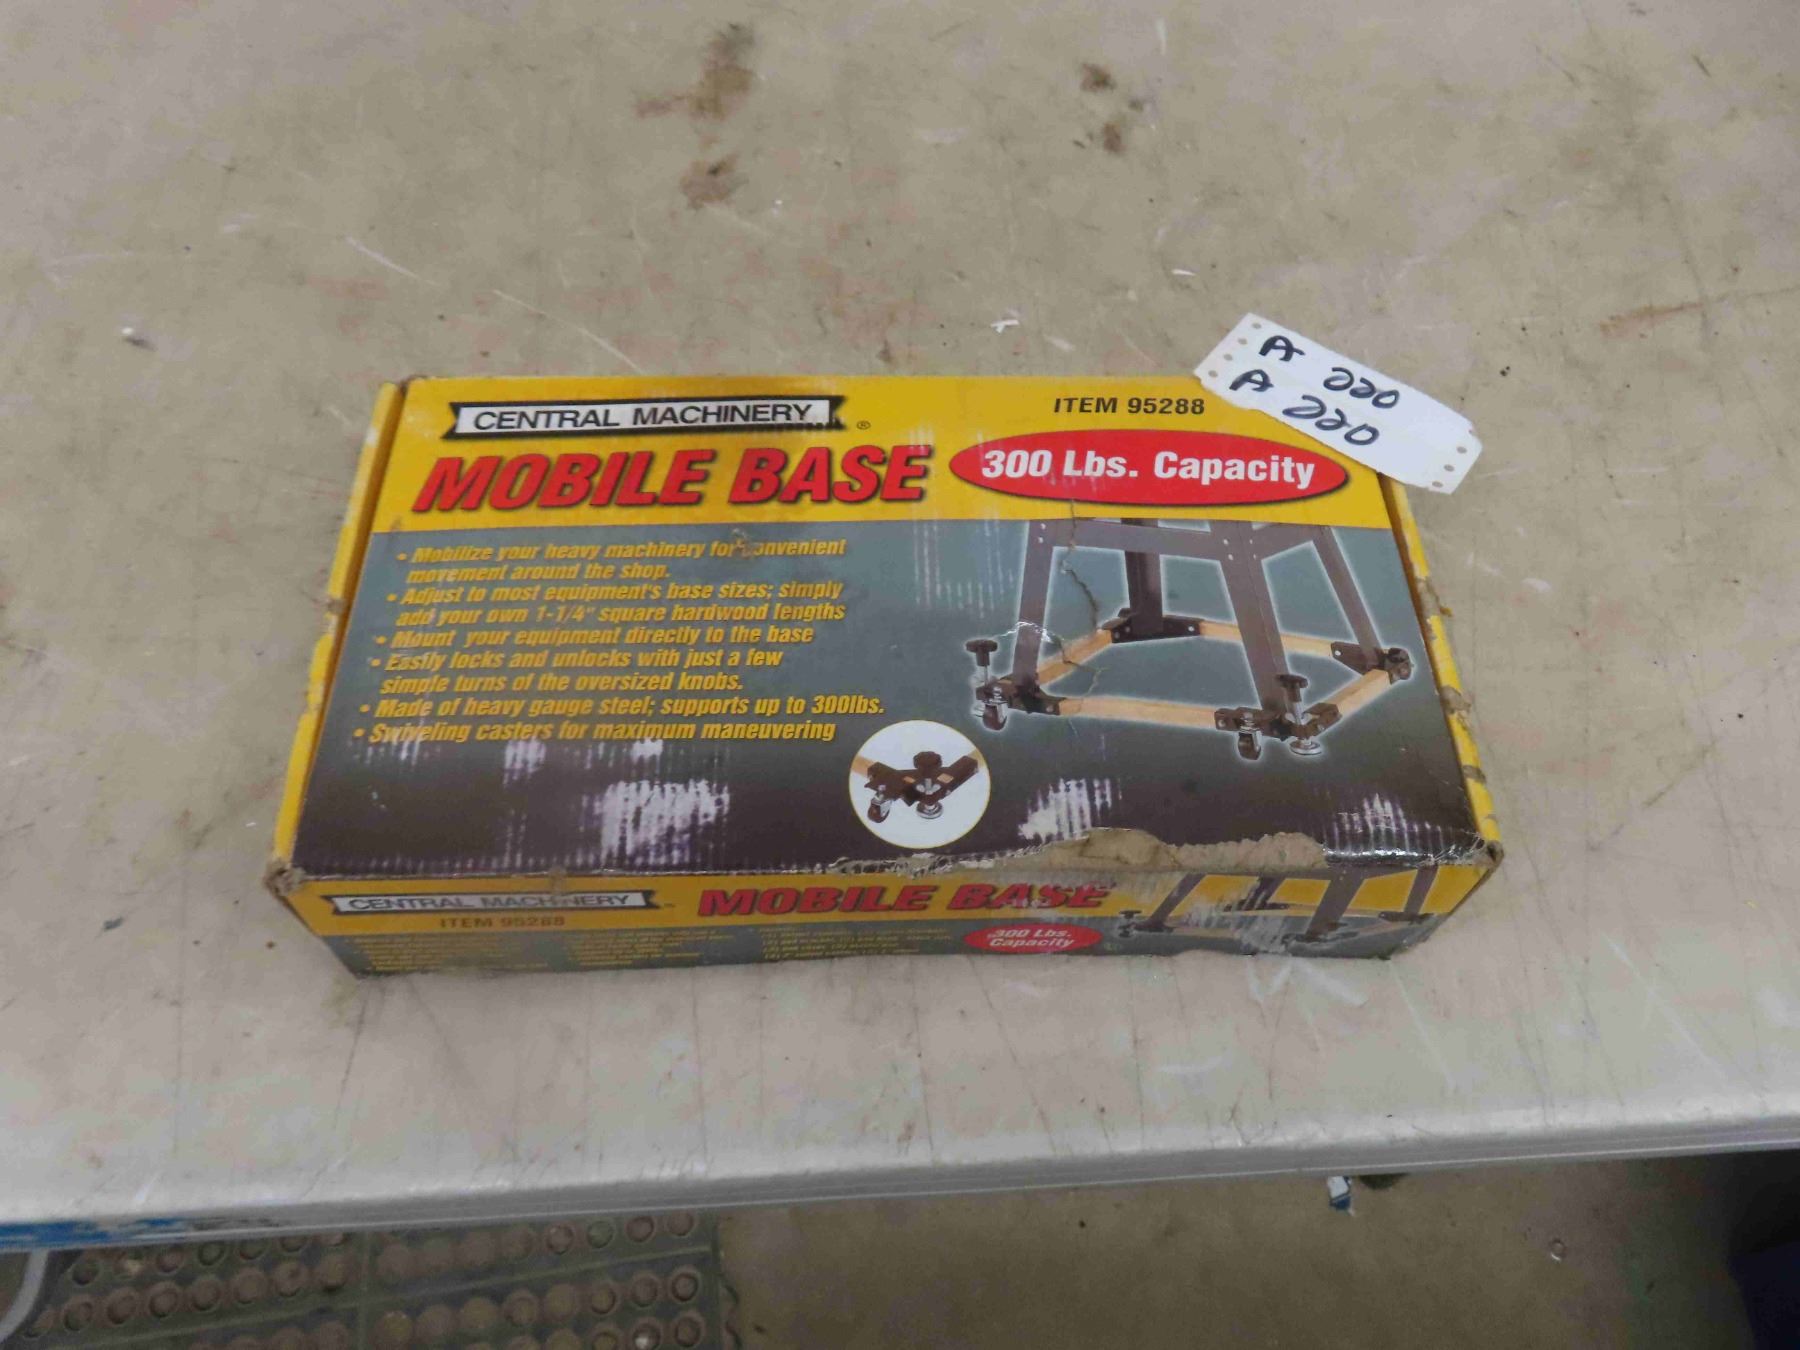 CENTRAL MACHINERY ®
ITEM 95288
A 220
A 220
MOBILE BASE
300 Lbs. Capacity
• Mobilize your heavy machinery for convenient
movement around the shop.
• Adjust to most equipment's base sizes; simply
add your own 1-1/4" square hardwood lengths
• Mount your equipment directly to the base
• Easily locks and unlocks with just a few
simple turns of the oversized knobs.
• Made of heavy gauge steel; supports up to 300lbs.
• Swiveling casters for maximum maneuvering
CENTRAL MACHINERY
MOBILE BASE
ITEM 95288
300 Lbs.
Capacity